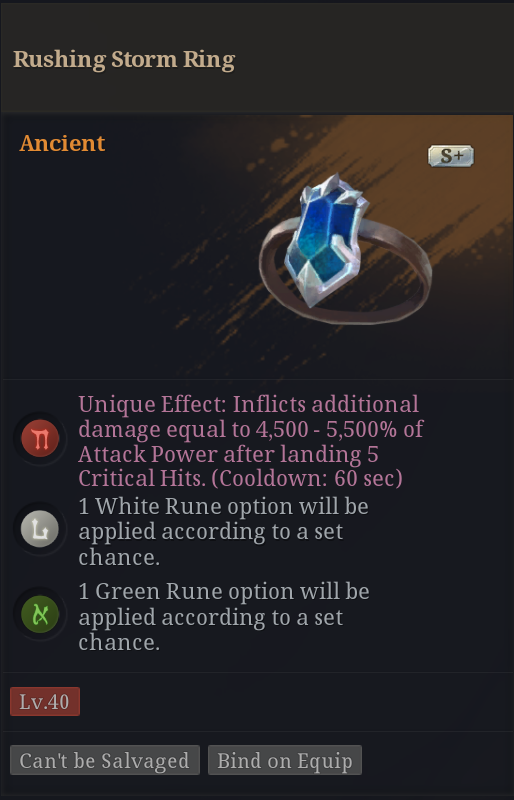 Rushing Storm Ring
Ancient
S+
Unique Effect: Inflicts additional
damage equal to 4,500 - 5,500% of
Attack Power after landing 5
Critical Hits. (Cooldown: 60 sec)
1 White Rune option will be
applied according to a set
chance.
1 Green Rune option will be
applied according to a set
chance.
Lv.40
Can't be Salvaged Bind on Equip